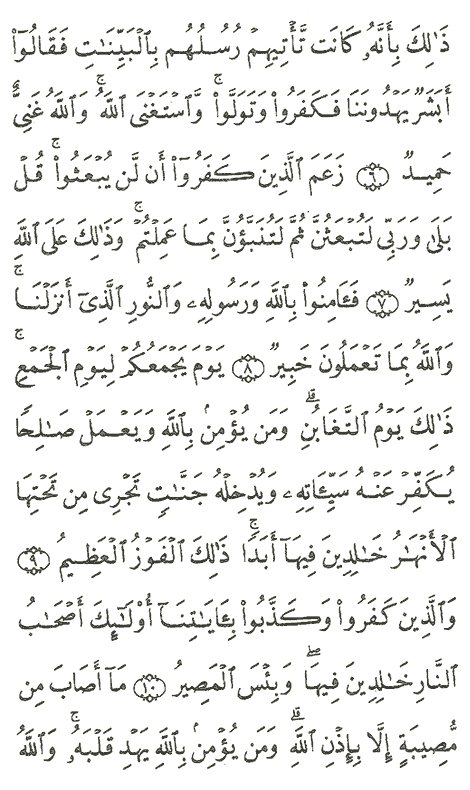 ذَٰلِكَ بِأَنَّهُۥ كَانَت تَّأۡتِيهِمۡ رُسُلُهُم بِٱلۡبَيِّنَٰتِ فَقَالُوٓاْ
أَبَشَرٞ يَهۡدُونَنَا فَكَفَرُواْ وَتَوَلَّواْۖ وَّٱسۡتَغۡنَى ٱللَّهُۚ وَٱللَّهُ غَنِيٌّ
حَمِيدٞ ٩ زَعَمَ ٱلَّذِينَ كَفَرُوٓاْ أَن لَّن يُبۡعَثُواْۚ قُلۡ
بَلَىٰ وَرَبِّي لَتُبۡعَثُنَّ ثُمَّ لَتُنَبَّؤُنَّ بِمَا عَمِلۡتُمۡۚ وَذَٰلِكَ عَلَى ٱللَّهِ
يَسِيرٞ ٧ فَـَٔامِنُواْ بِٱللَّهِ وَرَسُولِهِۦ وَٱلنُّورِ ٱلَّذِيٓ أَنزَلۡنَاۚ
وَٱللَّهُ بِمَا تَعۡمَلُونَ خَبِيرٞ ٨ يَوۡمَ يَجۡمَعُكُمۡ لِيَوۡمِ ٱلۡجَمۡعِۖ
ذَٰلِكَ يَوۡمُ ٱلتَّغَابُنِۗ وَمَن يُؤۡمِنۢ بِٱللَّهِ وَيَعۡمَلۡ صَٰلِحٗا
يُكَفِّرۡ عَنۡهُ سَيِّـَٔاتِهِۦ وَيُدۡخِلۡهُ جَنَّٰتٖ تَجۡرِي مِن تَحۡتِهَا
ٱلۡأَنۡهَٰرُ خَٰلِدِينَ فِيهَآ أَبَدٗاۚ ذَٰلِكَ ٱلۡفَوۡزُ ٱلۡعَظِيمُ ٩
وَٱلَّذِينَ كَفَرُواْ وَكَذَّبُواْ بِـَٔايَٰتِنَآ أُوْلَٰٓئِكَ أَصۡحَٰبُ
ٱلنَّارِ خَٰلِدِينَ فِيهَاۖ وَبِئۡسَ ٱلۡمَصِيرُ ١٠ مَآ أَصَابَ مِن
مُّصِيبَةٍ إِلَّا بِإِذۡنِ ٱللَّهِۗ وَمَن يُؤۡمِنۢ بِٱللَّهِ يَهۡدِ قَلۡبَهُۥۚ وَٱللَّهُ